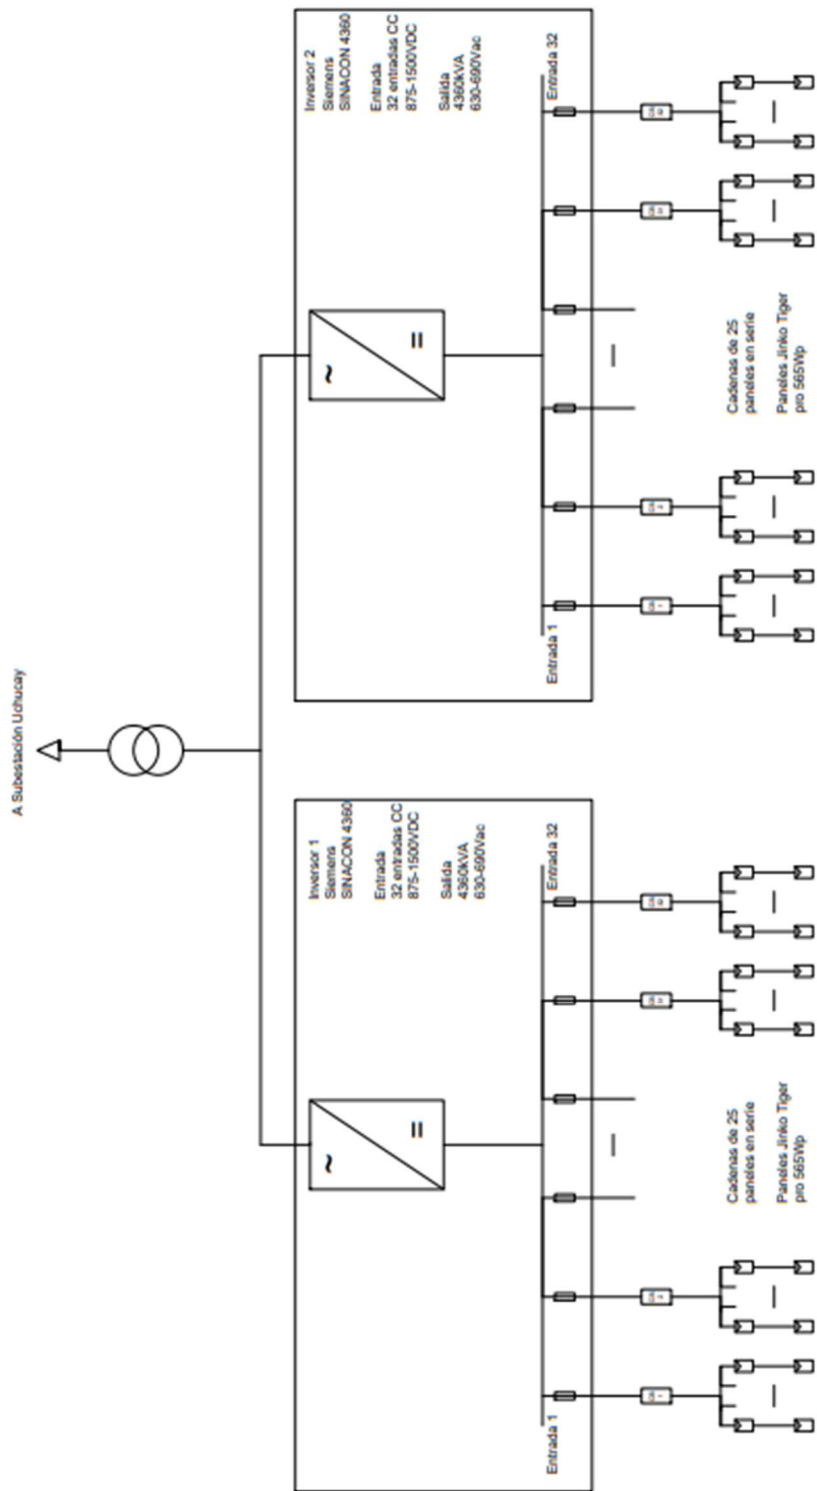 A Subestación Uchucay
Inversor 1
Siemens
SINACON 4360
Entrada
32 entradas CC
875-1500VDC
Salida
4360kVA
630-690Vac
Entrada 1
Entrada 32
Cadenas de 25
paneles en serie
Paneles Jinko Tiger
pro 565Wp
Inversor 2
Siemens
SINACON 4360
Entrada
32 entradas CC
875-1500VDC
Salida
4360kVA
630-690Vac
Entrada 1
Entrada 32
Cadenas de 25
paneles en serie
Paneles Jinko Tiger
pro 565Wp